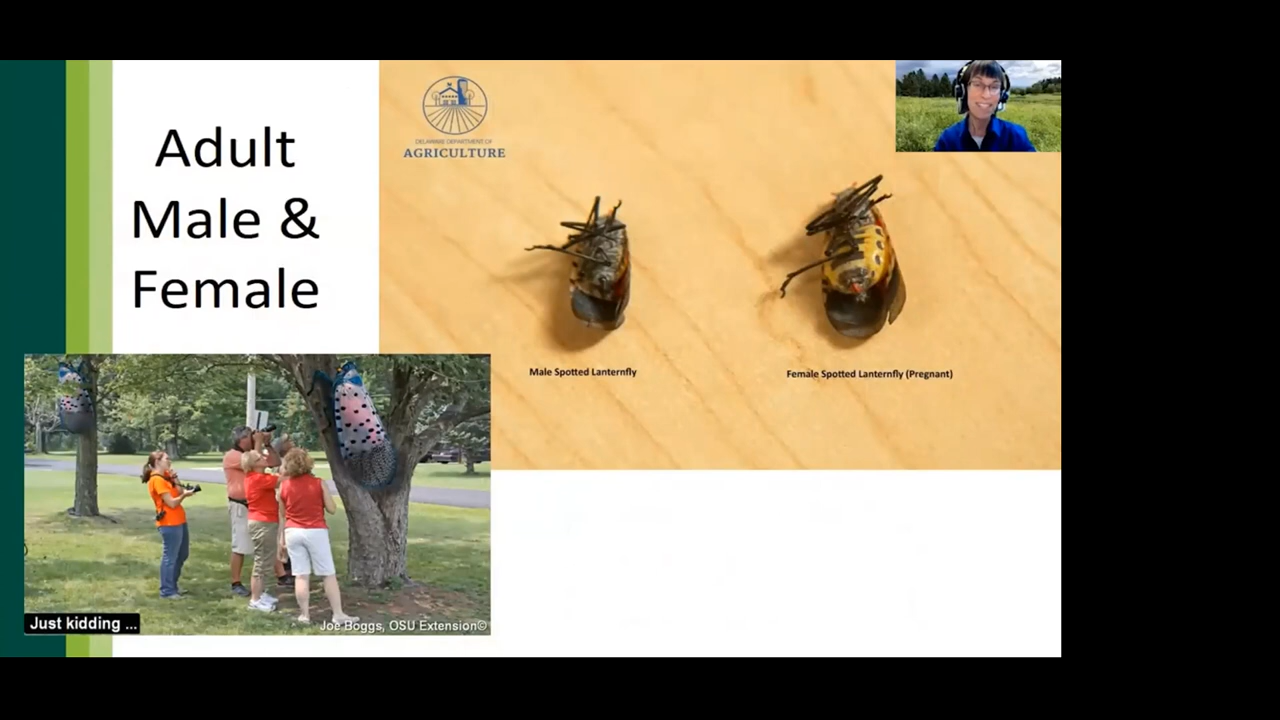 Adult
Male &
Female
DELAWARE DEPARTMENT OF
AGRICULTURE
Male Spotted Lanternfly
Female Spotted Lanternfly (Pregnant)
Just kidding ...
Joe Boggs, OSU Extension©